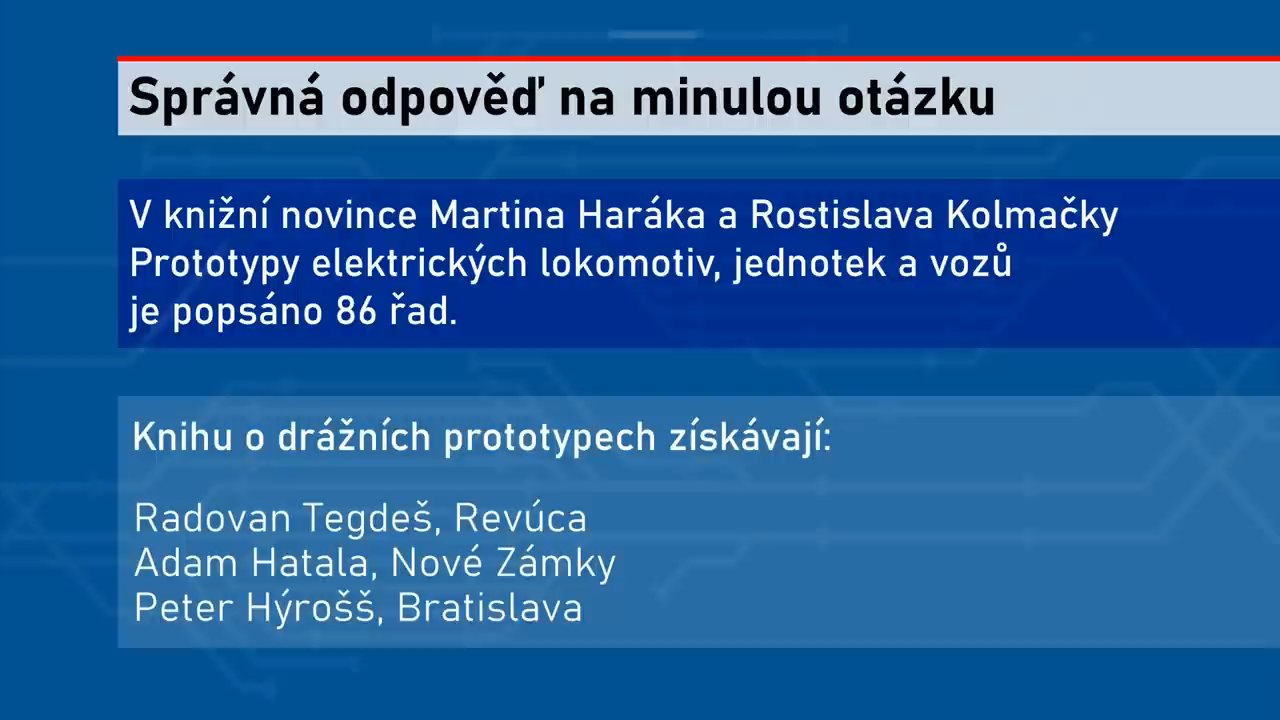 Správná odpověď na minulou otázku
V knižní novince Martina Haráka a Rostislava Kolmačky
Prototypy elektrických lokomotiv, jednotek a vozů
je popsáno 86 řad.
Knihu o drážních prototypech získávají:
Radovan Tegdeš, Revúca
Adam Hatala, Nové Zámky
Peter Hýrošš, Bratislava